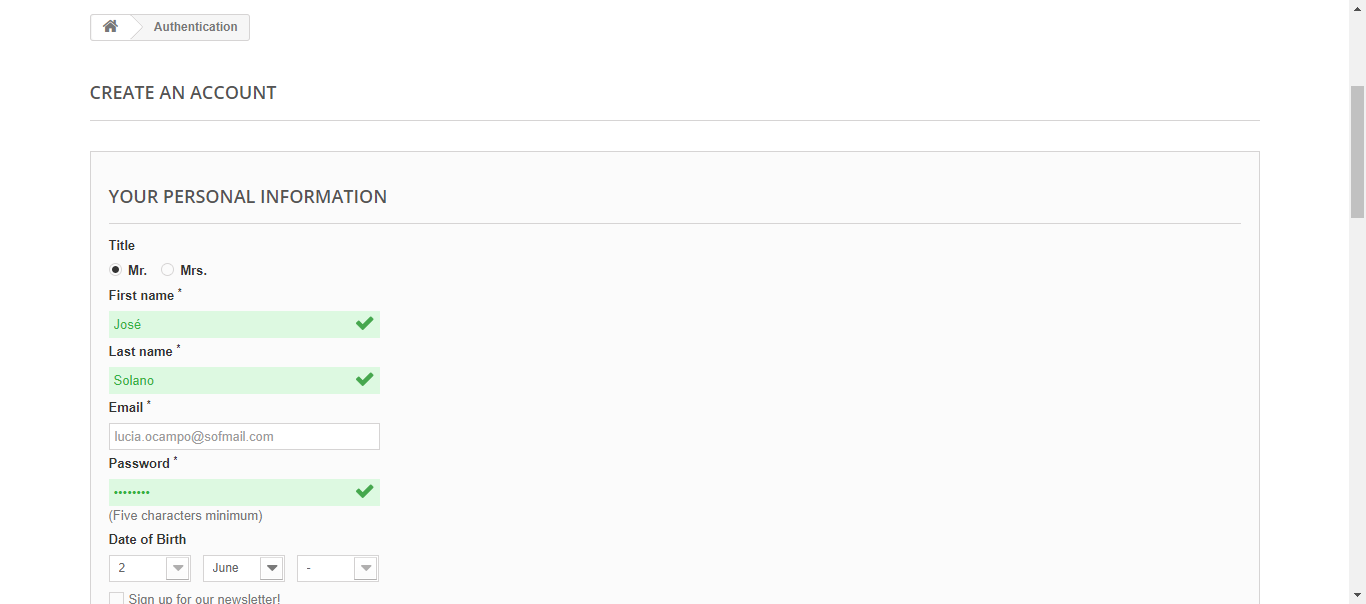 Authentication
CREATE AN ACCOUNT
YOUR PERSONAL INFORMATION
Title
Mr. Mrs.
First name *
José
Last name *
Solano
Email *
lucia.ocampo@sofmail.com
Password *
••••••••
(Five characters minimum)
Date of Birth
2 June -
Sign up for our newsletter!